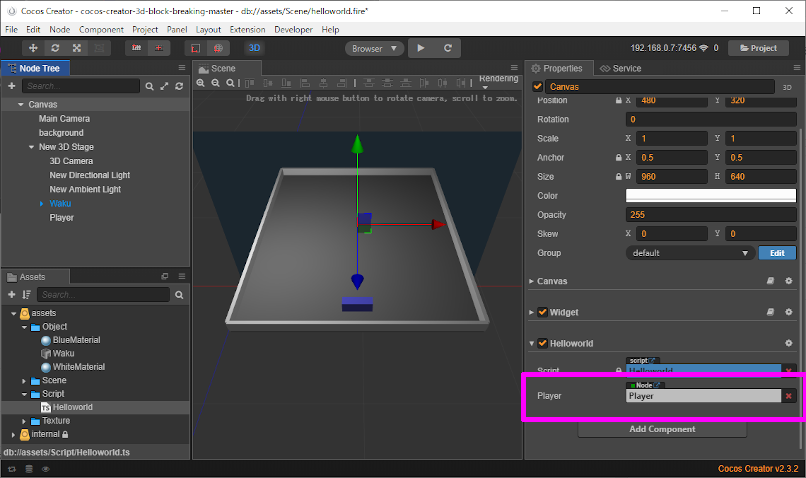 Cocos Creator - cocos-creator-3d-block-breaking-master - db://assets/Scene/helloworld.fire*
File Edit Node Component Project Panel Layout Extension Developer Help
3D
Browser
192.168.0.7:7456 0
Project
Node Tree
Search...
Canvas
Main Camera
background
New 3D Stage
3D Camera
New Directional Light
New Ambient Light
Waku
Player
Assets
Search...
assets
Object
BlueMaterial
Waku
WhiteMaterial
Scene
Script
TS Helloworld
Texture
internal
db://assets/Script/Helloworld.ts
Scene
Rendering
Drag with right mouse button to rotate camera, scroll to zoom.
Properties Service
Canvas 3D
Position X 480 Y 320
Rotation 0
Scale X 1 Y 1
Anchor X 0.5 Y 0.5
Size W 960 H 640
Color
Opacity 255
Skew X 0 Y 0
Group default Edit
Canvas
Widget
Helloworld
script
Script Helloworld
Node
Player Player
Add Component
Cocos Creator v2.3.2